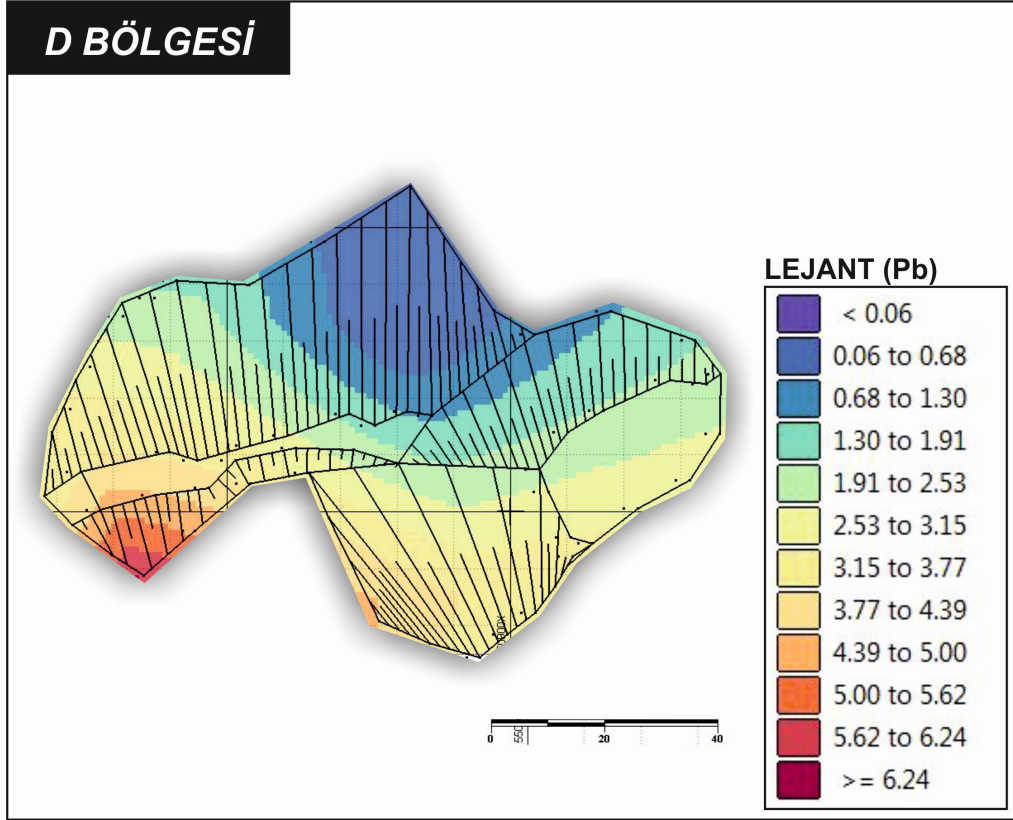 D BÖLGESİ
LEJANT (Pb)
< 0.06
0.06 to 0.68
0.68 to 1.30
1.30 to 1.91
1.91 to 2.53
2.53 to 3.15
3.15 to 3.77
3.77 to 4.39
4.39 to 5.00
5.00 to 5.62
5.62 to 6.24
>= 6.24
0 20 40